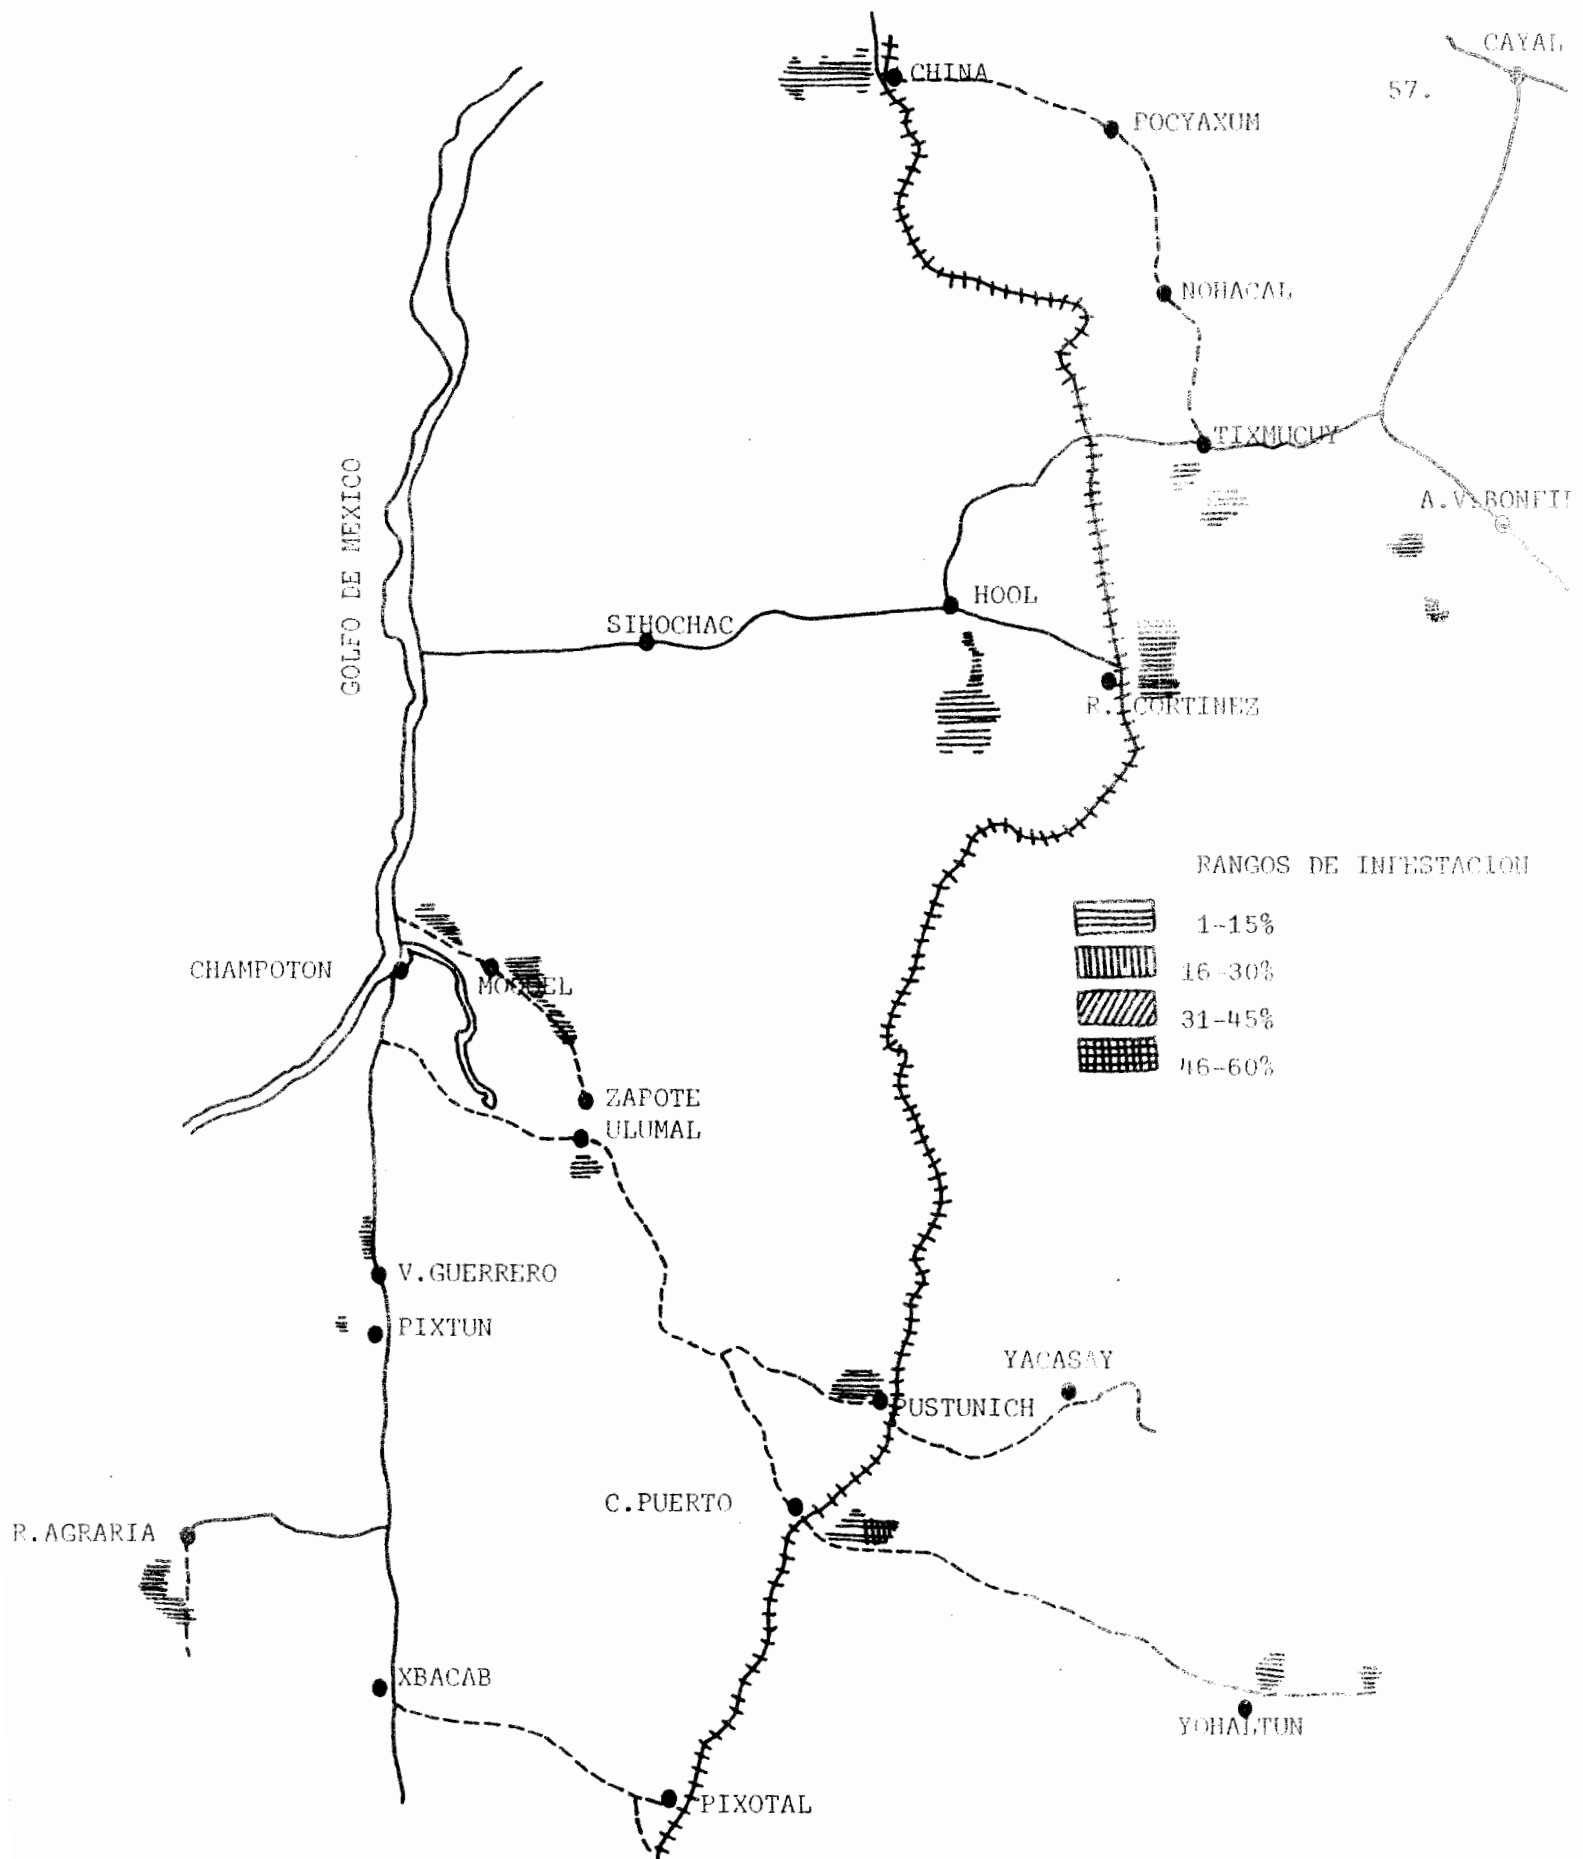 CAYAL
CHINA
57.
POCYAXUM
NOHACAL
TIXMUCUY
GOLFO DE MEXICO
A.V.BONFIL
HOOL
SIHOCHAC
R. CORTINEZ
RANGOS DE INFESTACION
1-15%
CHAMPOTON
16-30%
MOQUEL
31-45%
46-60%
ZAPOTE
ULUMAL
V.GUERRERO
PIXTUN
YACASAY
PUSTUNICH
C.PUERTO
R.AGRARIA
XBACAB
YOHALTUN
PIXOTAL